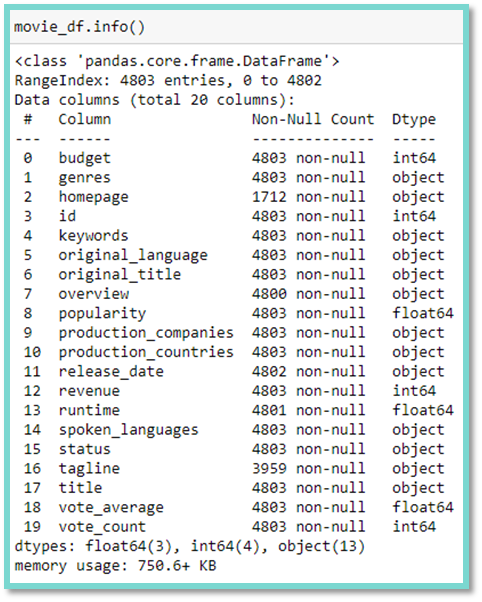 movie_df.info()
<class 'pandas.core.frame.DataFrame'>
RangeIndex: 4803 entries, 0 to 4802
Data columns (total 20 columns):
 #   Column                Non-Null Count  Dtype
---  ------                --------------  -----
 0   budget                4803 non-null   int64
 1   genres                4803 non-null   object
 2   homepage              1712 non-null   object
 3   id                    4803 non-null   int64
 4   keywords              4803 non-null   object
 5   original_language     4803 non-null   object
 6   original_title        4803 non-null   object
 7   overview              4800 non-null   object
 8   popularity            4803 non-null   float64
 9   production_companies  4803 non-null   object
 10  production_countries  4803 non-null   object
 11  release_date          4802 non-null   object
 12  revenue               4803 non-null   int64
 13  runtime               4801 non-null   float64
 14  spoken_languages      4803 non-null   object
 15  status                4803 non-null   object
 16  tagline               3959 non-null   object
 17  title                 4803 non-null   object
 18  vote_average          4803 non-null   float64
 19  vote_count            4803 non-null   int64
dtypes: float64(3), int64(4), object(13)
memory usage: 750.6+ KB